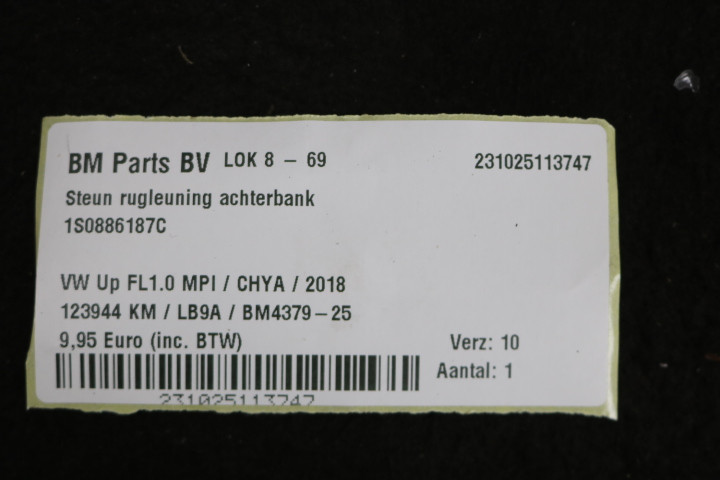 BM Parts BV LOK 8 - 69 231025113747
Steun rugleuning achterbank
1S0886187C
VW Up FL1.0 MPI / CHYA / 2018
123944 KM / LB9A / BM4379-25
9,95 Euro (inc. BTW) Verz: 10
Aantal: 1
231025113747